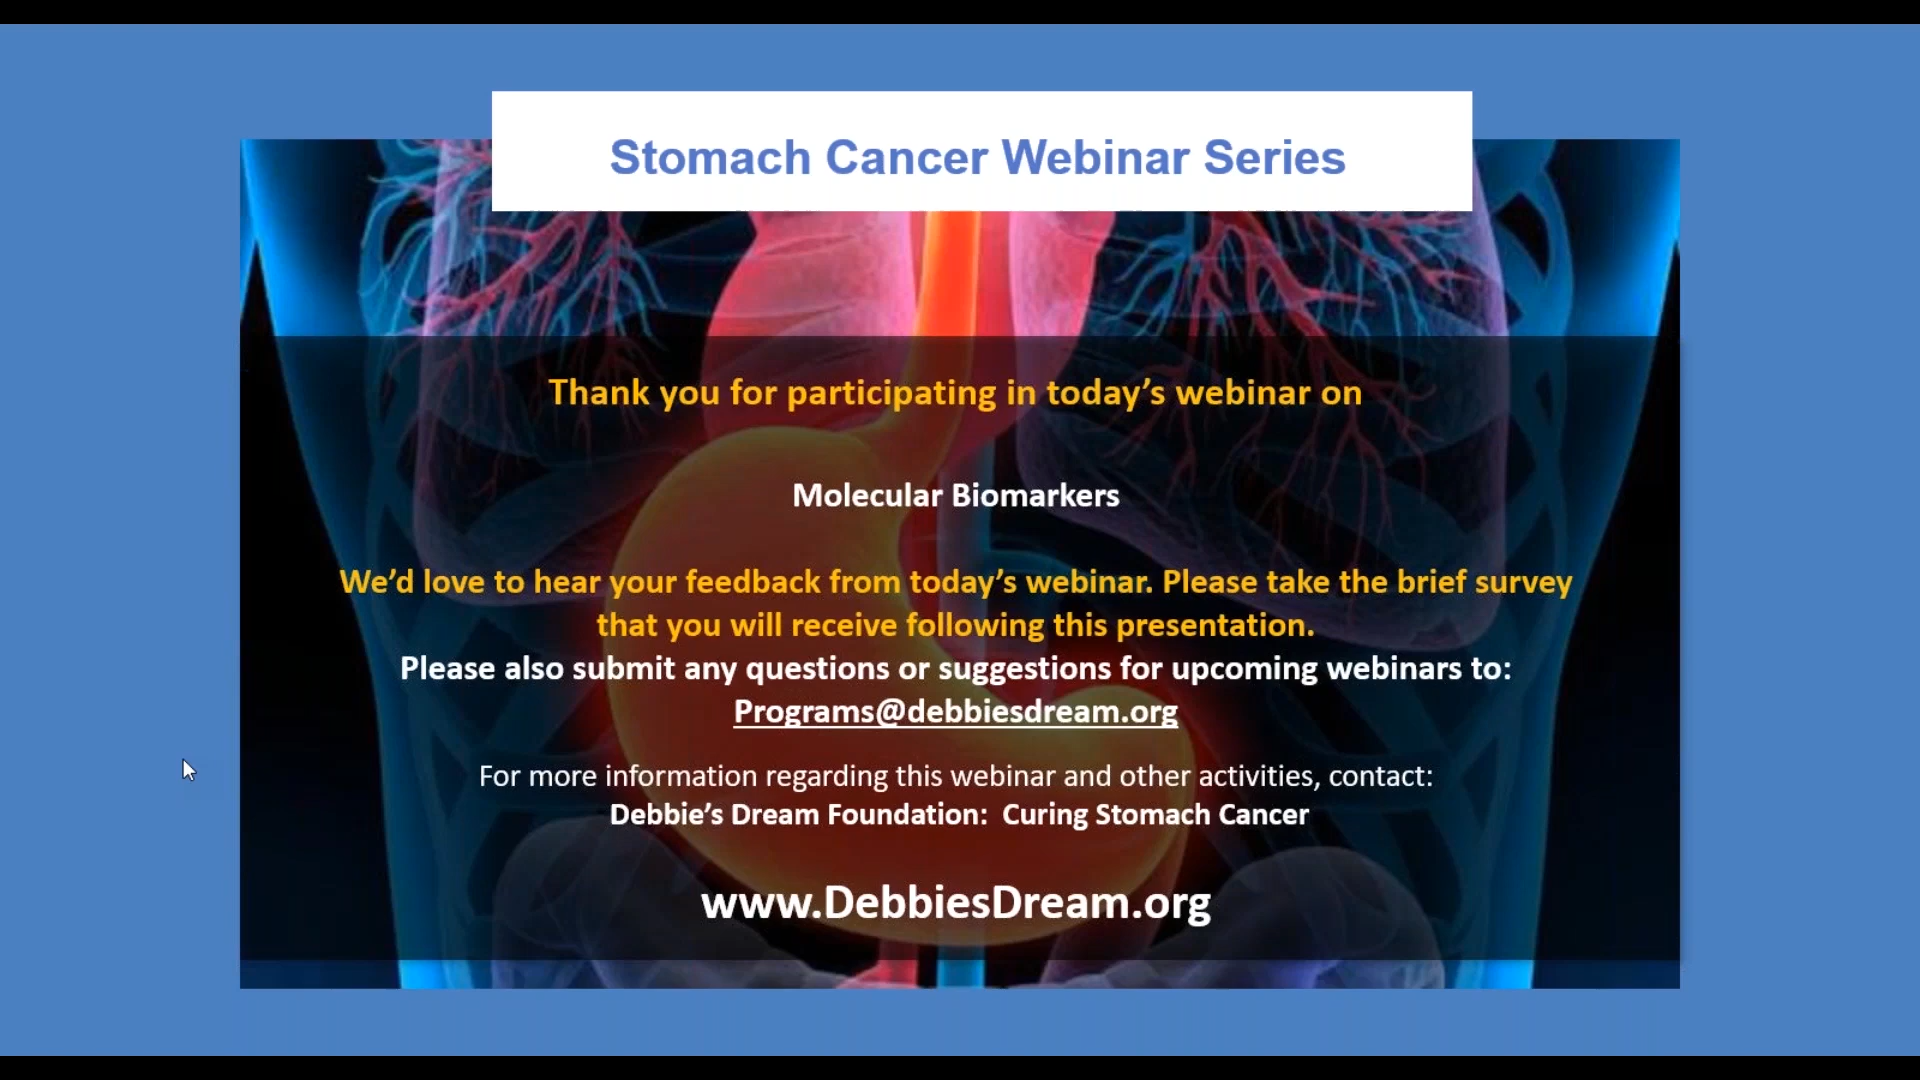 Stomach Cancer Webinar Series
Thank you for participating in today’s webinar on
Molecular Biomarkers
We’d love to hear your feedback from today’s webinar. Please take the brief survey
that you will receive following this presentation.
Please also submit any questions or suggestions for upcoming webinars to:
Programs@debbiesdream.org
For more information regarding this webinar and other activities, contact:
Debbie’s Dream Foundation:  Curing Stomach Cancer
www.DebbiesDream.org